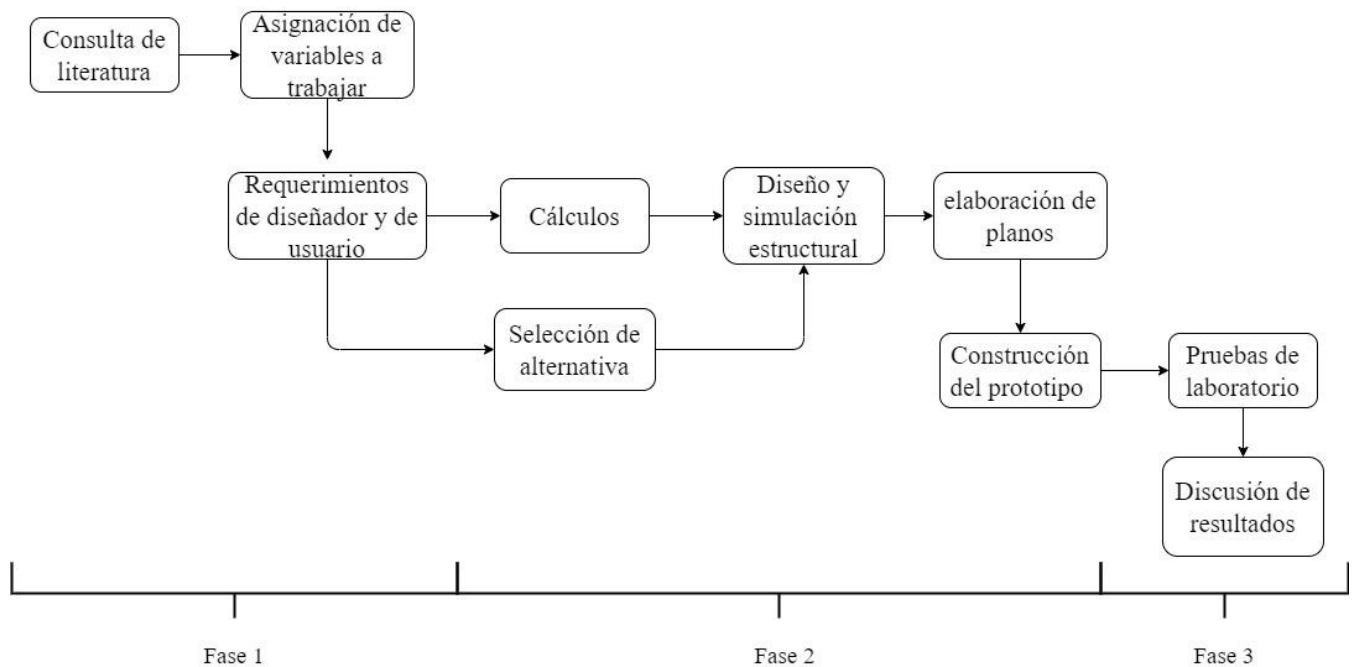 Consulta de
literatura
Asignación de
variables a
trabajar
Requerimientos
de diseñador y de
usuario
Cálculos
Diseño y
simulación
estructural
elaboración de
planos
Selección de
alternativa
Construcción
del prototipo
Pruebas de
laboratorio
Discusión de
resultados
Fase 1
Fase 2
Fase 3